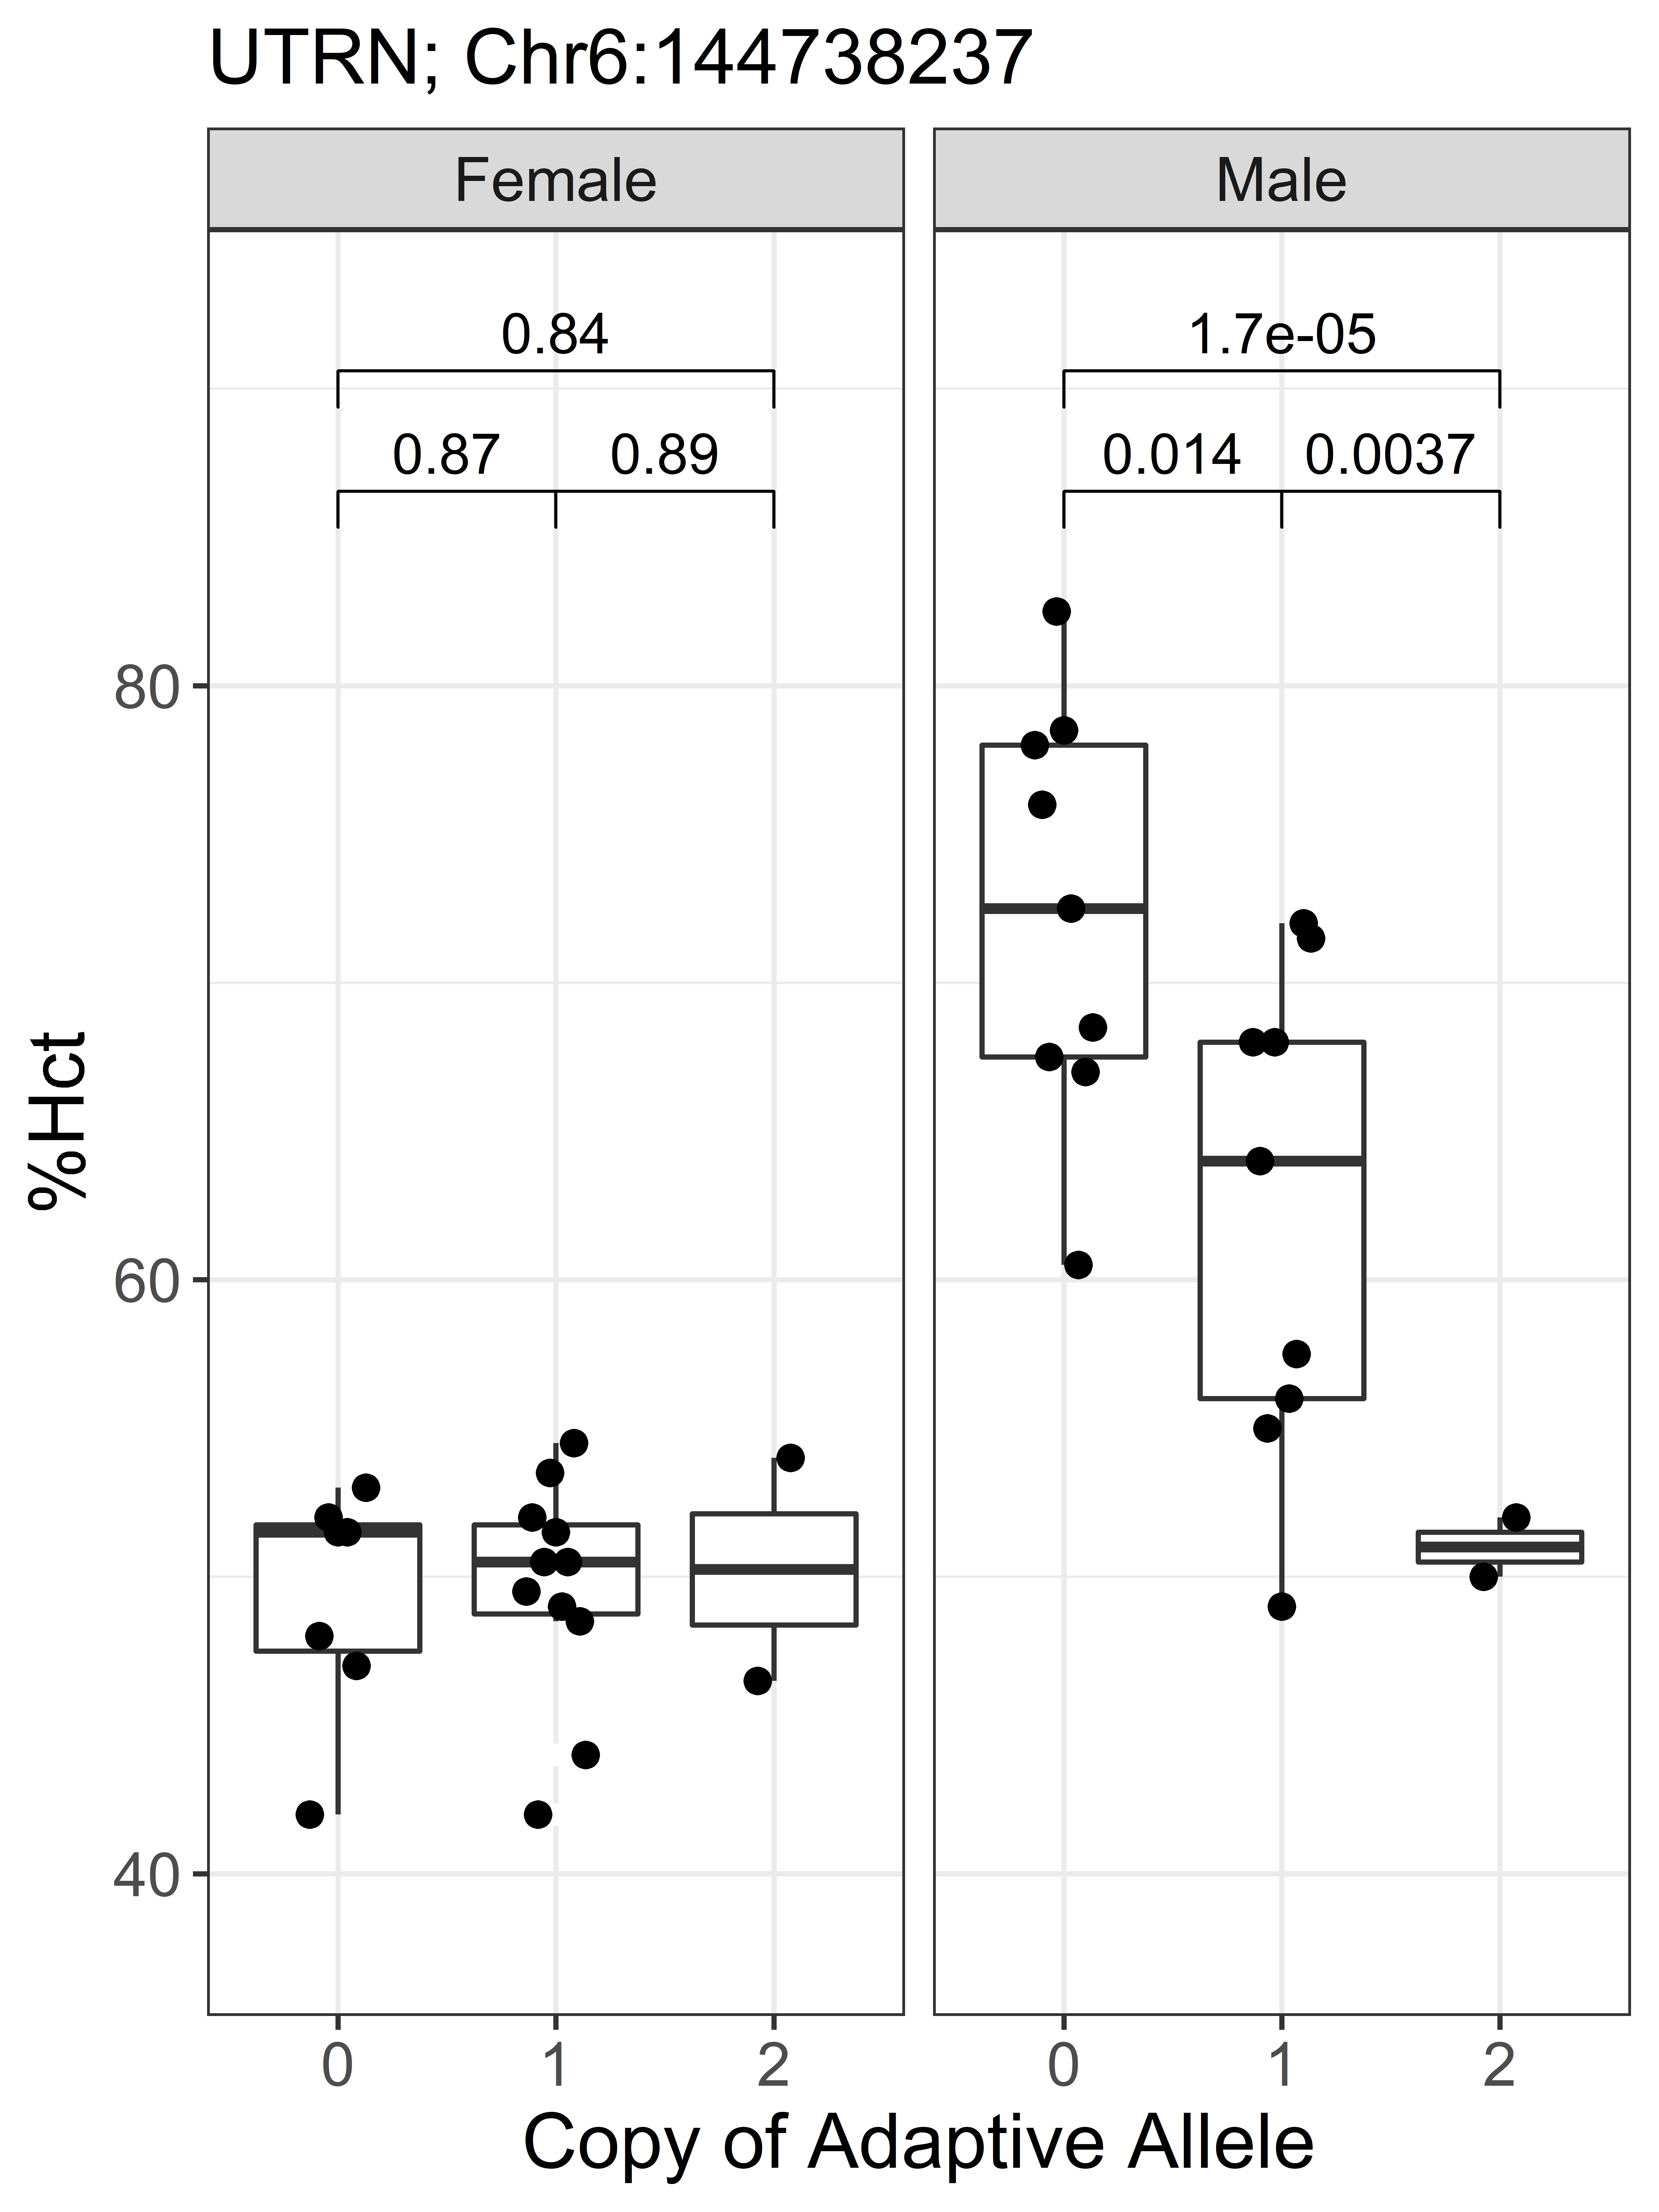 UTRN; Chr6:144738237
Female Male
0.84 1.7e-05
0.87 0.89 0.014 0.0037
80
60
40
%Hct
0 1 2 0 1 2
Copy of Adaptive Allele